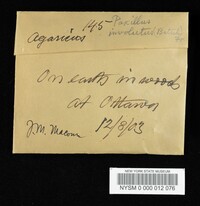 145- Paxillus
Agaricus involutus
On earth in woods
at Ottawa
J.M. Macoun 12/8/03
NEW YORK STATE MUSEUM
NYSM 0 000 012 076